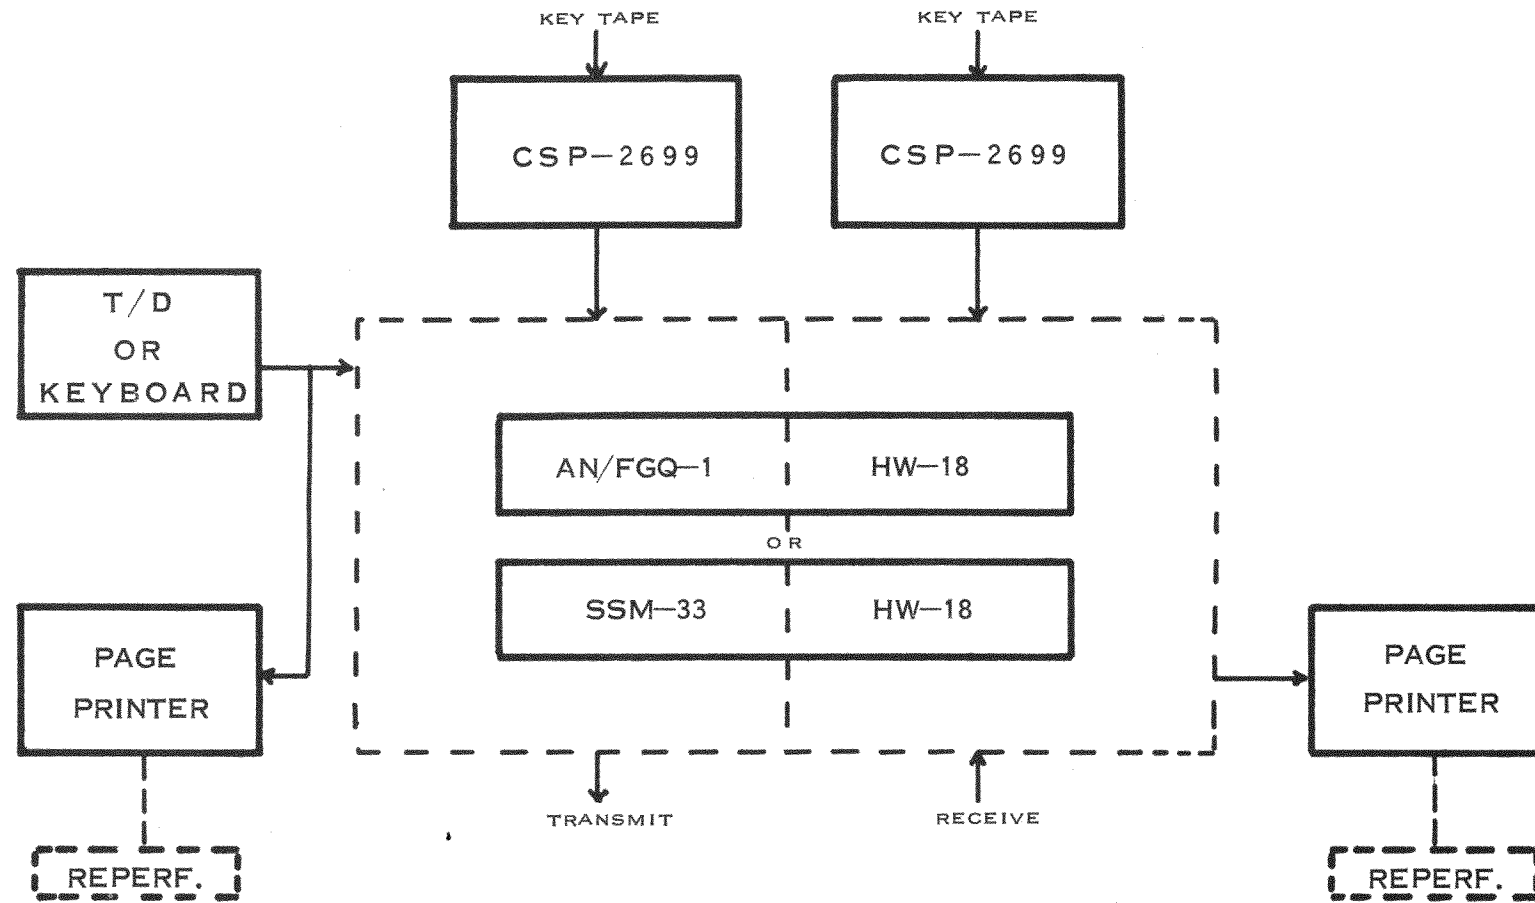 KEY TAPE
KEY TAPE
CSP-2699
CSP-2699
T/D
OR
KEYBOARD
AN/FGQ-1
HW-18
OR
SSM-33
HW-18
PAGE
PRINTER
PAGE
PRINTER
TRANSMIT
RECEIVE
REPERF.
REPERF.